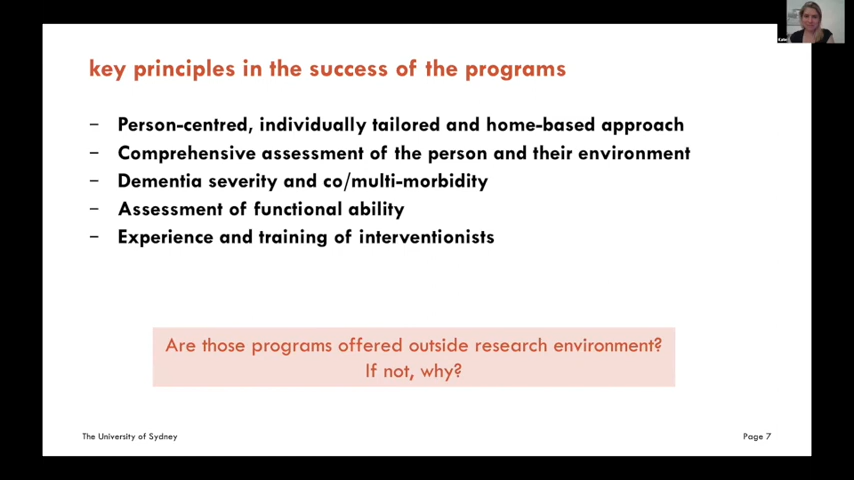 key principles in the success of the programs
– Person-centred, individually tailored and home-based approach
– Comprehensive assessment of the person and their environment
– Dementia severity and co/multi-morbidity
– Assessment of functional ability
– Experience and training of interventionists
Are those programs offered outside research environment?
If not, why?
The University of Sydney
Page 7